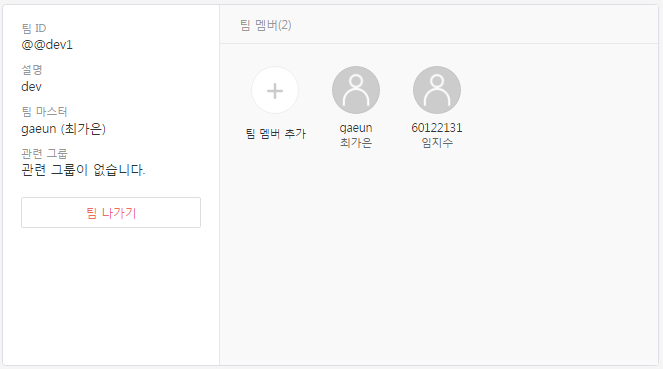 팀 ID
@@dev1
설명
dev
팀 마스터
gaeun (최가은)
관련 그룹
관련 그룹이 없습니다.
팀 나가기
팀 멤버(2)
팀 멤버 추가
gaeun
최가은
60122131
임지수